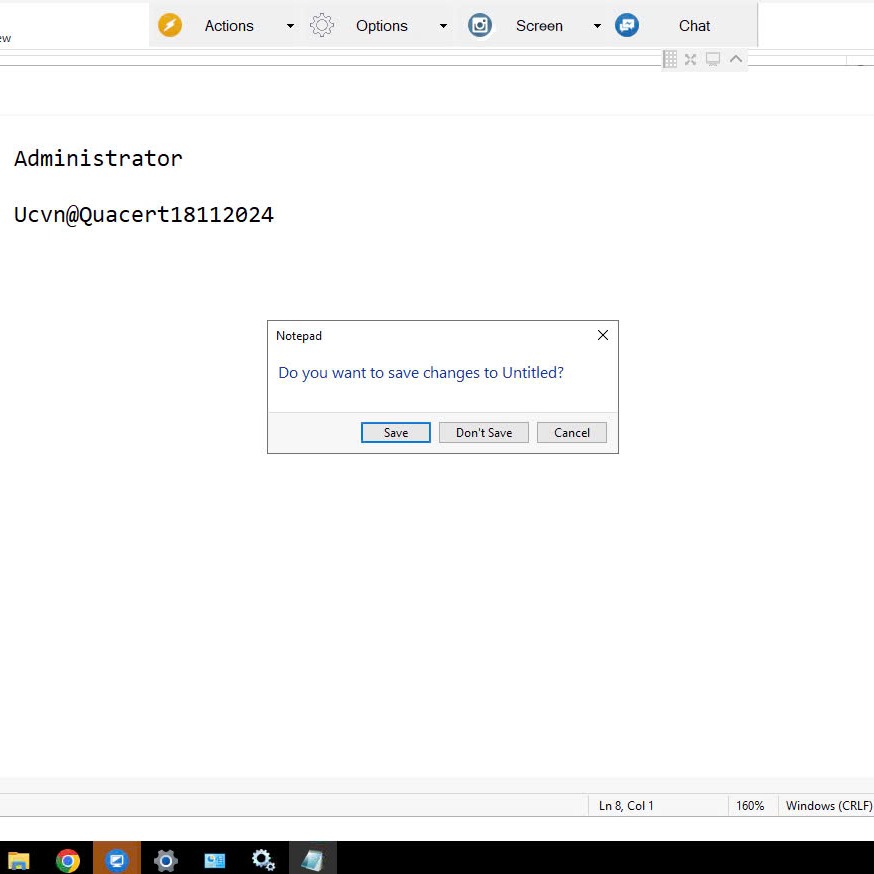 ew
Actions
Options
Screen
Chat
Administrator
Ucvn@Quacert18112024
Notepad
Do you want to save changes to Untitled?
Save
Don't Save
Cancel
Ln 8, Col 1
160%
Windows (CRLF)